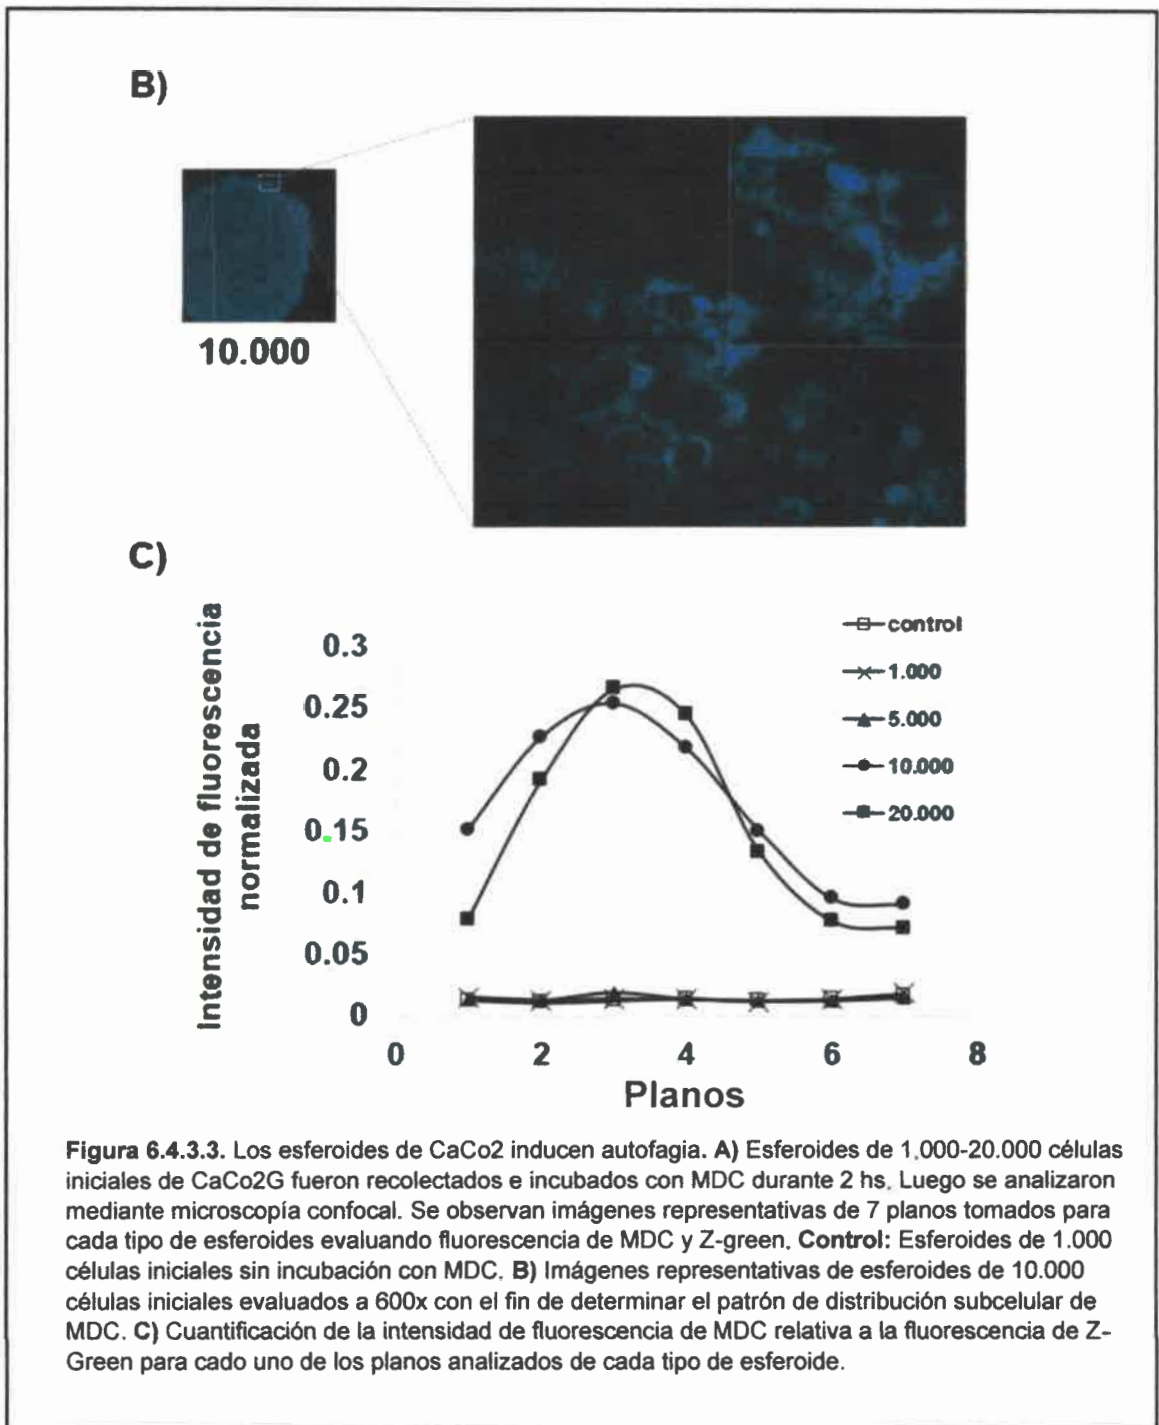 B)
10.000
C)
Intensidad de fluorescencia
normalizada
0.3
0.25
0.2
0.15
0.1
0.05
0
0 2 4 6 8
Planos
control
1.000
5.000
10.000
20.000
Figura 6.4.3.3. Los esferoides de CaCo2 inducen autofagia. A) Esferoides de 1.000-20.000 células
iniciales de CaCo2G fueron recolectados e incubados con MDC durante 2 hs. Luego se analizaron
mediante microscopía confocal. Se observan imágenes representativas de 7 planos tomados para
cada tipo de esferoides evaluando fluorescencia de MDC y Z-green. Control: Esferoides de 1.000
células iniciales sin incubación con MDC. B) Imágenes representativas de esferoides de 10.000
células iniciales evaluados a 600x con el fin de determinar el patrón de distribución subcelular de
MDC. C) Cuantificación de la intensidad de fluorescencia de MDC relativa a la fluorescencia de Z-
Green para cado uno de los planos analizados de cada tipo de esferoide.